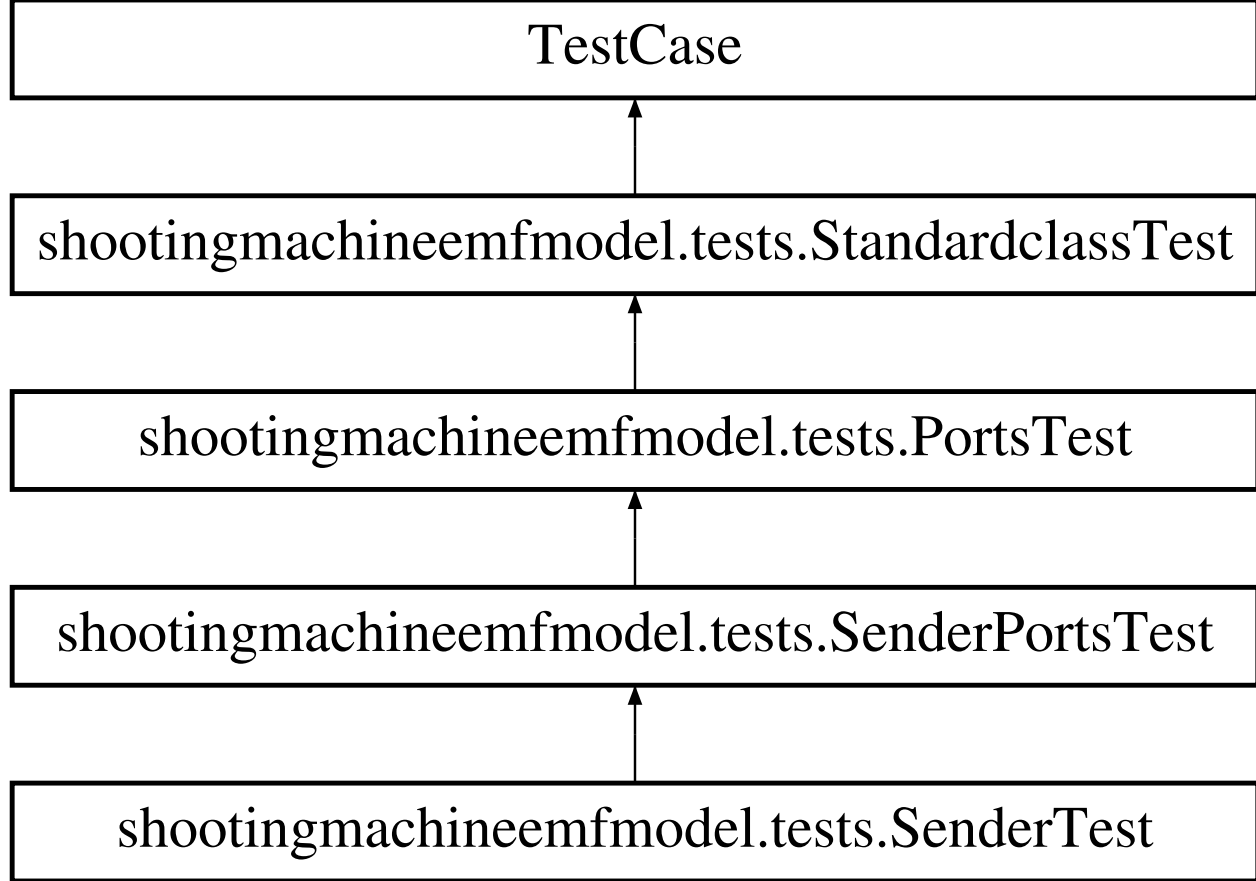 TestCase
shootingmachineemfmodel.tests.StandardclassTest
shootingmachineemfmodel.tests.PortsTest
shootingmachineemfmodel.tests.SenderPortsTest
shootingmachineemfmodel.tests.SenderTest